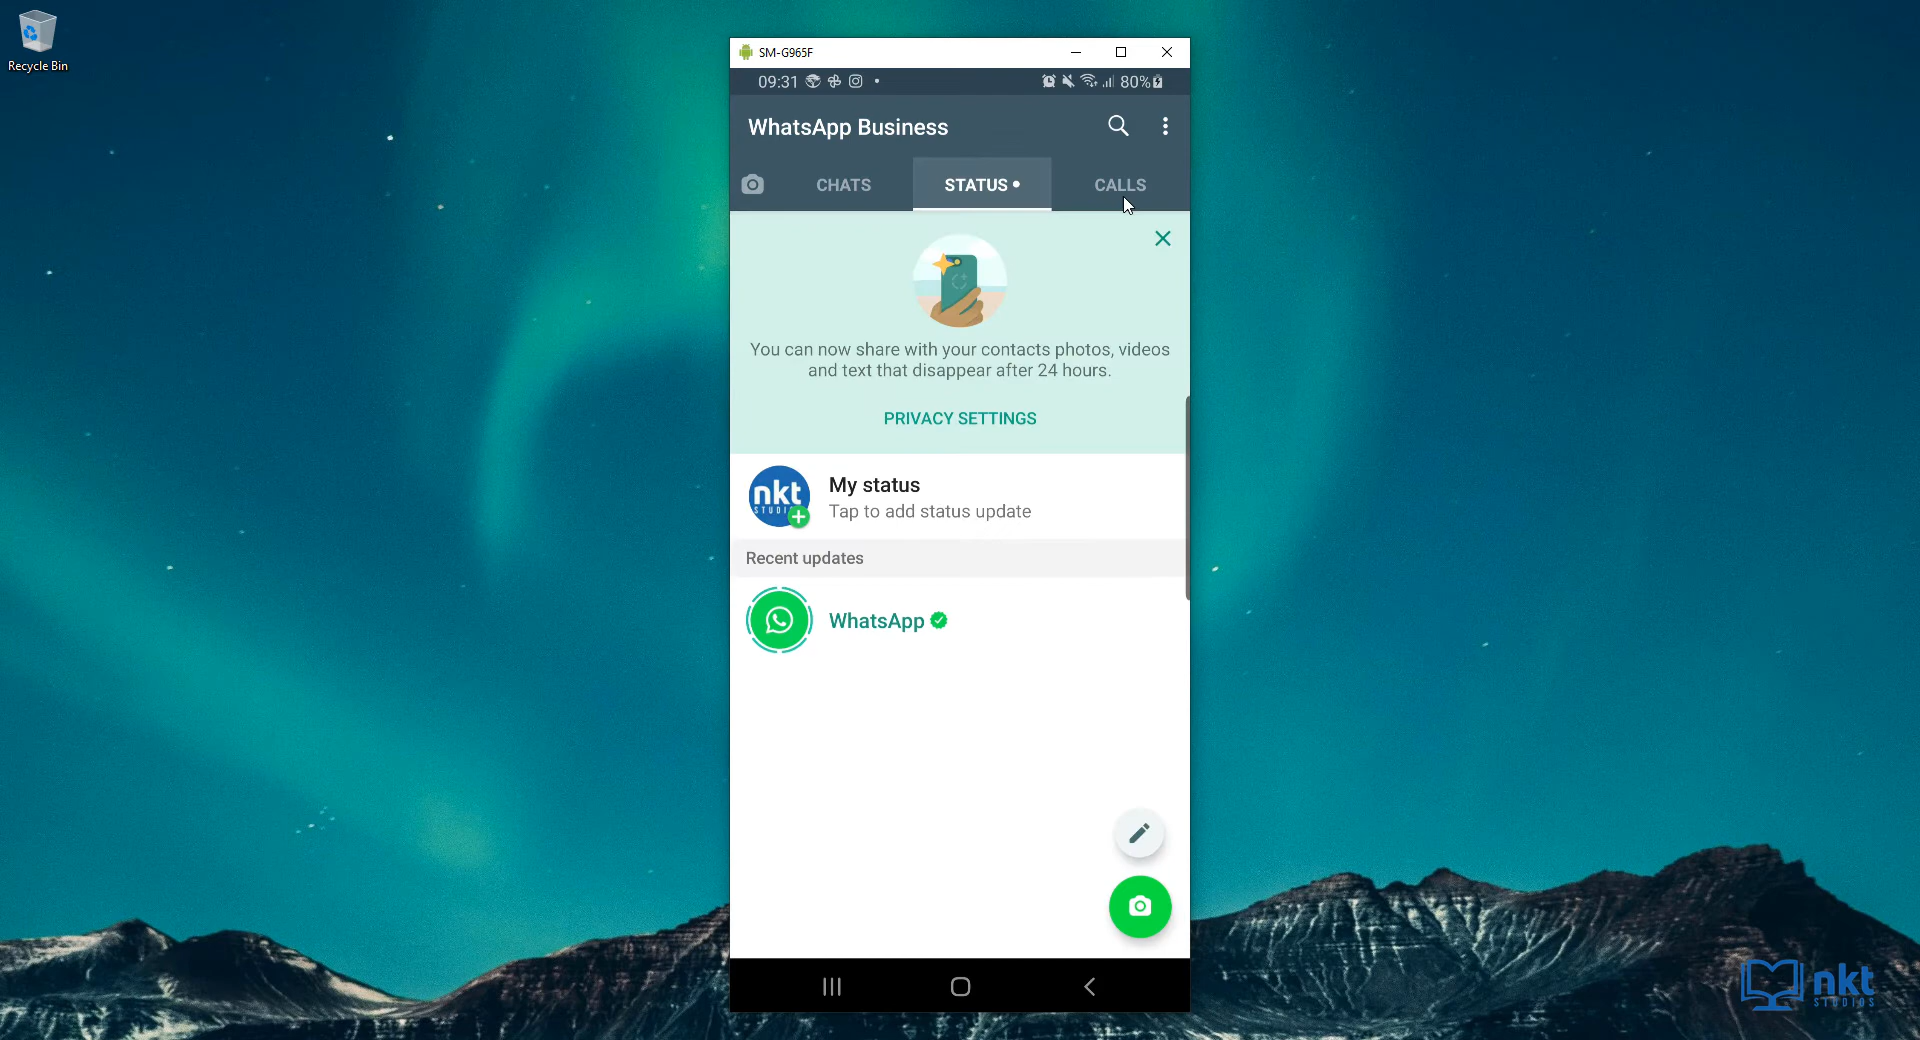 Recycle Bin
SM-G965F
09:31
80%
WhatsApp Business
CHATS
STATUS •
CALLS
You can now share with your contacts photos, videos
and text that disappear after 24 hours.
PRIVACY SETTINGS
nkt
STUDIOS
My status
Tap to add status update
Recent updates
WhatsApp
nkt
STUDIOS